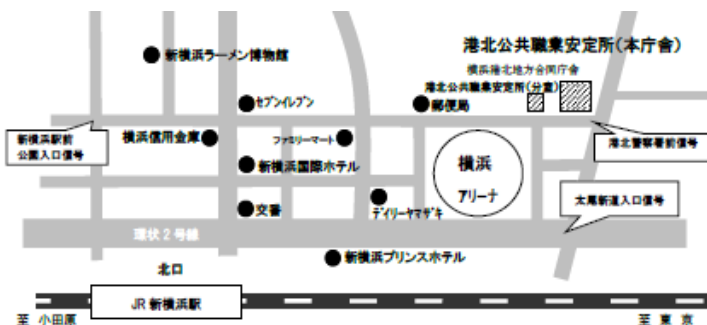 港北公共職業安定所(本庁舎)
新横浜ラーメン博物館
横浜港北地方合同庁舎
港北公共職業安定所(分室)
セブンイレブン
郵便局
新横浜駅前
公園入口信号
横浜信用金庫
ファミリーマート
港北警察署前信号
新横浜国際ホテル
横浜
アリーナ
太尾新道入口信号
交番
デイリーヤマザキ
環状2号線
新横浜プリンスホテル
北口
JR 新横浜駅
至 小田原
至 東 京